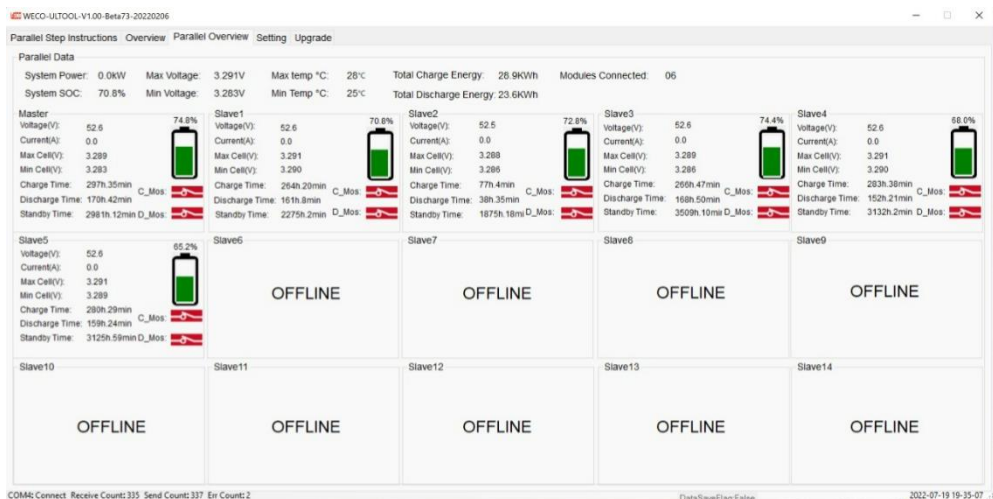 WECO-ULTOOL-V1.00-Beta73-20220206
Parallel Step Instructions Overview Parallel Overview Setting Upgrade
Parallel Data
System Power: 0.0kW Max Voltage: 3.291V Max temp °C: 28℃ Total Charge Energy: 28.9KWh Modules Connected: 06
System SOC: 70.8% Min Voltage: 3.283V Min Temp °C: 25℃ Total Discharge Energy: 23.6KWh
Master
74.8%
Voltage(V): 52.6
Current(A): 0.0
Max Cell(V): 3.289
Min Cell(V): 3.283
Charge Time: 297h.35min C_Mos:
Discharge Time: 170h.42min
Standby Time: 2981h.12min D_Mos:
Slave1
70.8%
Voltage(V): 52.6
Current(A): 0.0
Max Cell(V): 3.291
Min Cell(V): 3.290
Charge Time: 264h.20min C_Mos:
Discharge Time: 161h.8min
Standby Time: 2275h.2min D_Mos:
Slave2
72.8%
Voltage(V): 52.5
Current(A): 0.0
Max Cell(V): 3.288
Min Cell(V): 3.286
Charge Time: 77h.4min C_Mos:
Discharge Time: 38h.35min
Standby Time: 1875h.18mi D_Mos:
Slave3
74.4%
Voltage(V): 52.6
Current(A): 0.0
Max Cell(V): 3.289
Min Cell(V): 3.286
Charge Time: 266h.47min C_Mos:
Discharge Time: 168h.50min
Standby Time: 3509h.10mi D_Mos:
Slave4
68.0%
Voltage(V): 52.6
Current(A): 0.0
Max Cell(V): 3.291
Min Cell(V): 3.290
Charge Time: 283h.38min C_Mos:
Discharge Time: 152h.21min
Standby Time: 3132h.2min D_Mos:
Slave5
65.2%
Voltage(V): 52.6
Current(A): 0.0
Max Cell(V): 3.291
Min Cell(V): 3.289
Charge Time: 280h.29min C_Mos:
Discharge Time: 159h.24min
Standby Time: 3125h.59min D_Mos:
Slave6
OFFLINE
Slave7
OFFLINE
Slave8
OFFLINE
Slave9
OFFLINE
Slave10
OFFLINE
Slave11
OFFLINE
Slave12
OFFLINE
Slave13
OFFLINE
Slave14
OFFLINE
COM4: Connect Receive Count: 335 Send Count: 337 Err Count: 2 DataSaveFlag:False 2022-07-19 19-35-07